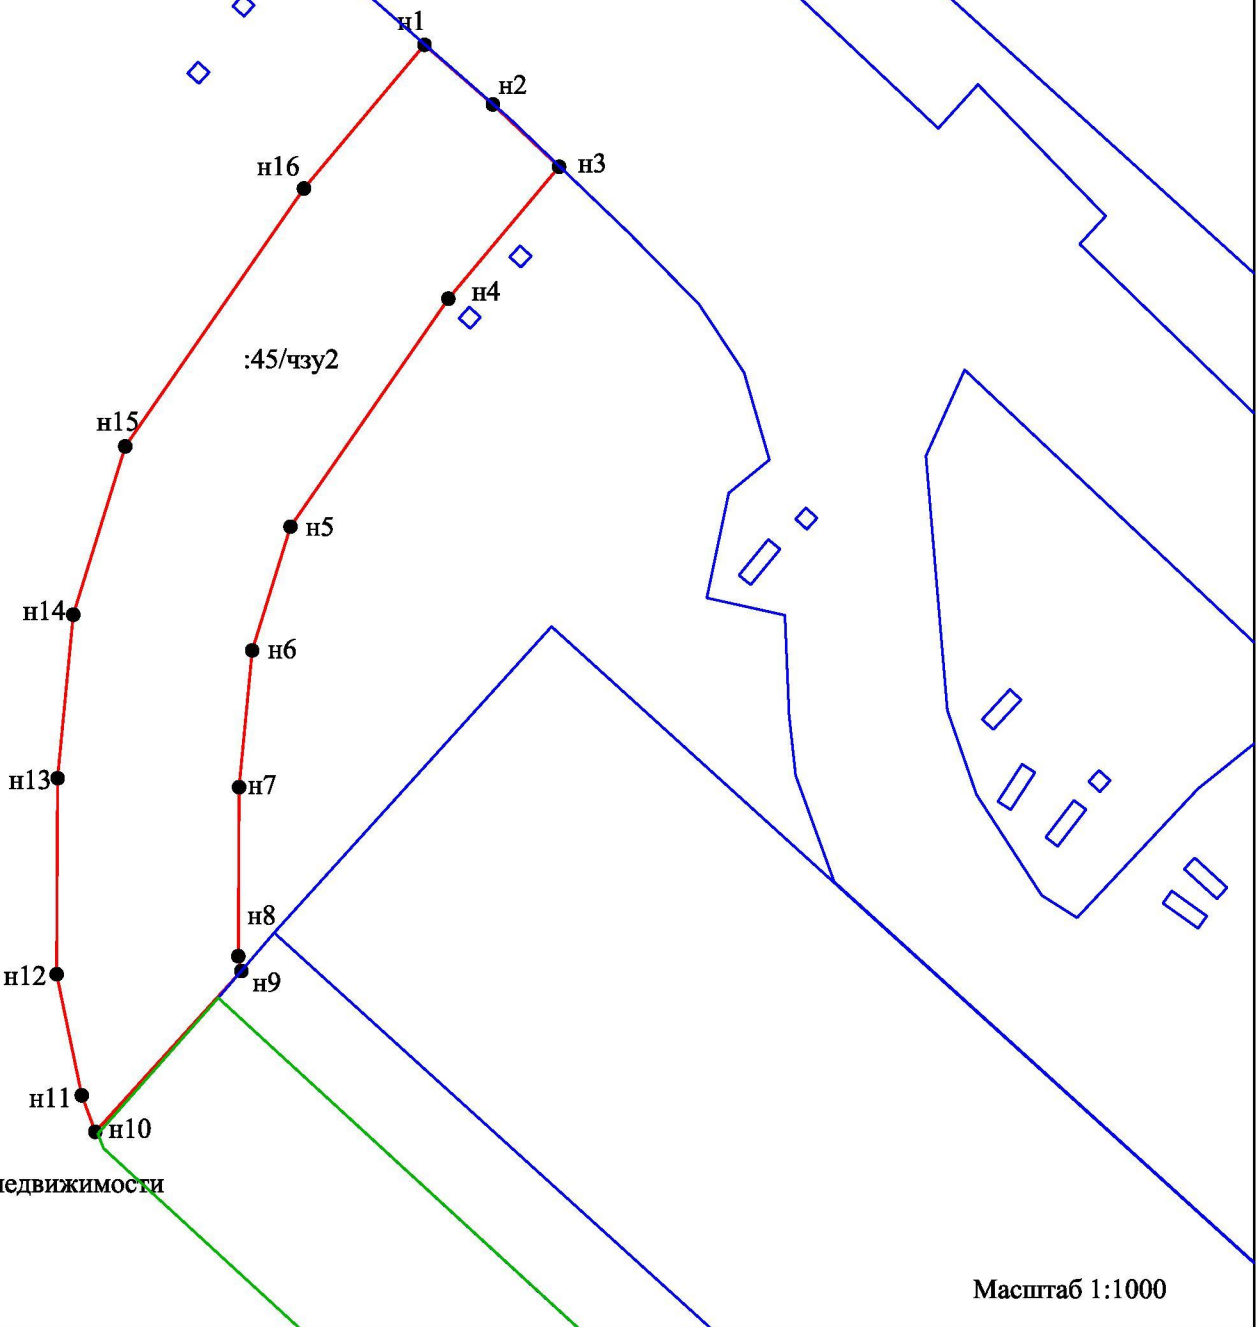 н1
н2
н3
н16
н4
:45/чзу2
н15
н5
н14
н6
н13
н7
н8
н12
н9
н11
н10
едвижимости
Масштаб 1:1000